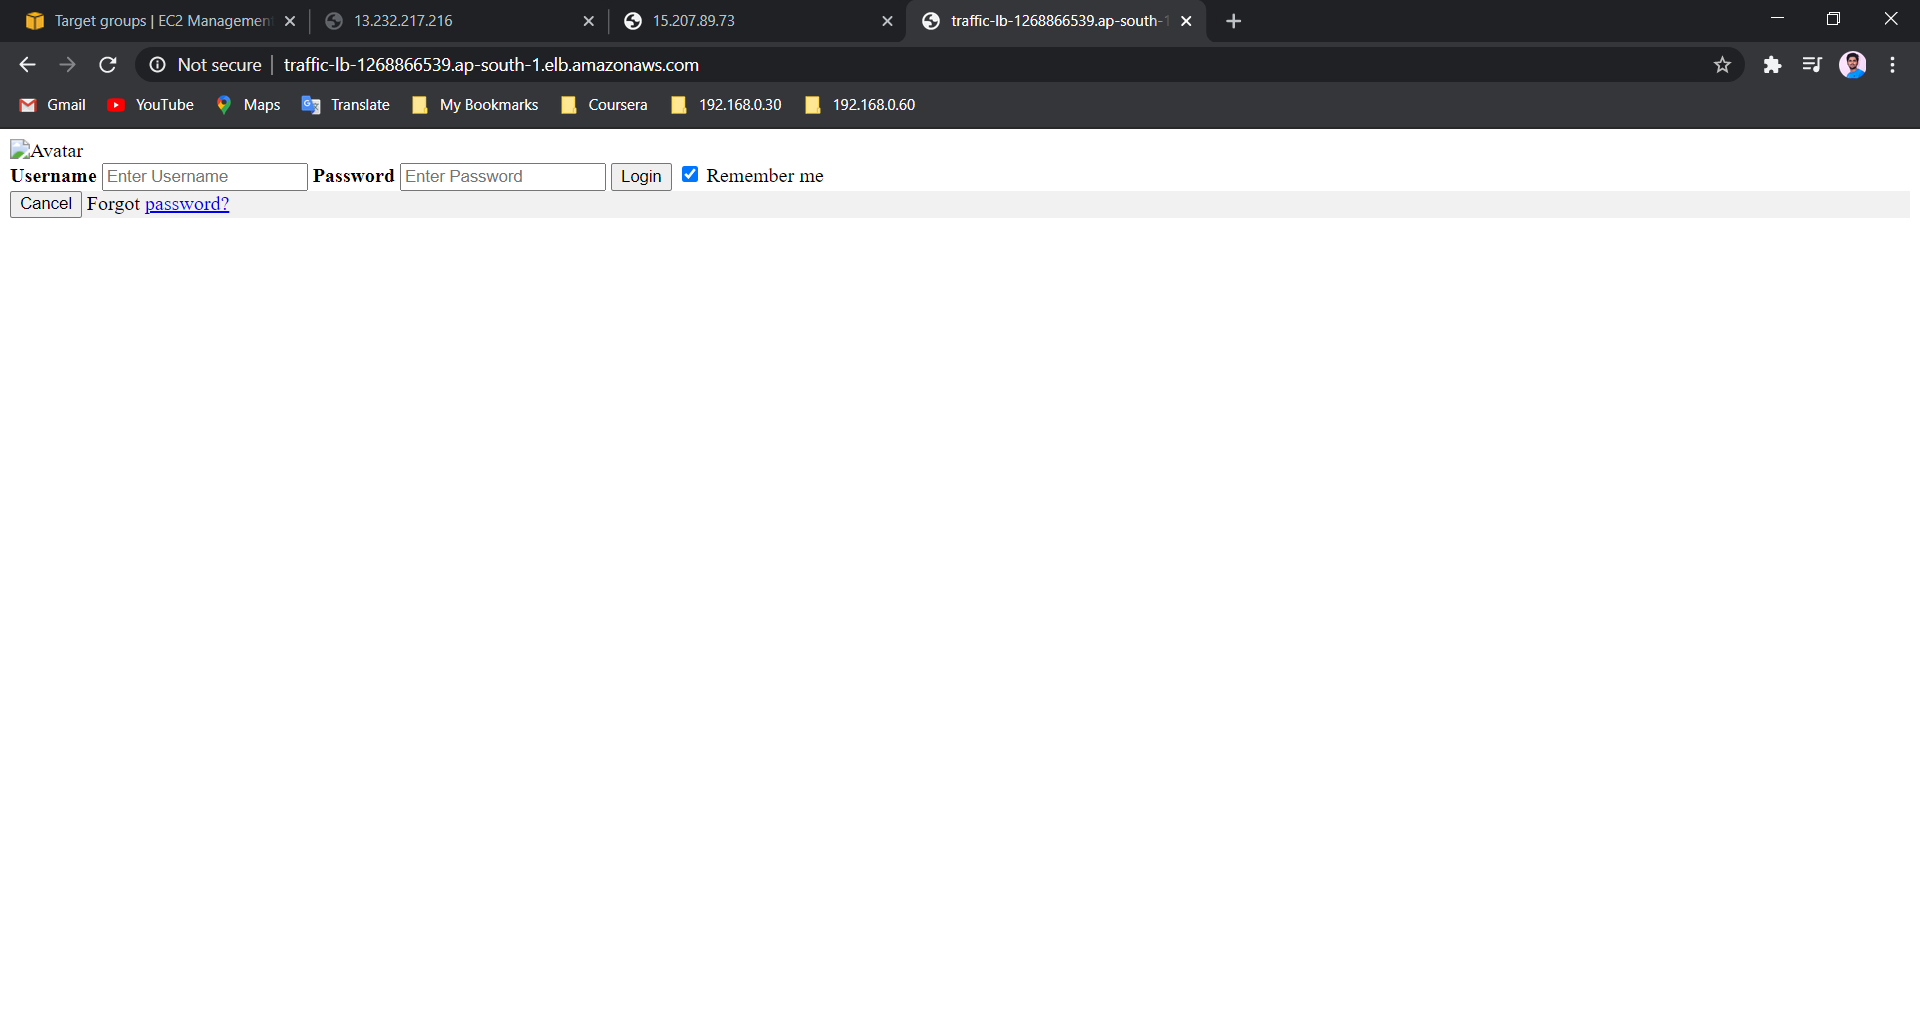 Target groups | EC2 Management
13.232.217.216
15.207.89.73
traffic-lb-1268866539.ap-south-1
Not secure | traffic-lb-1268866539.ap-south-1.elb.amazonaws.com
Gmail YouTube Maps Translate My Bookmarks Coursera 192.168.0.30 192.168.0.60
Avatar
Username Enter Username Password Enter Password Login Remember me
Cancel Forgot password?